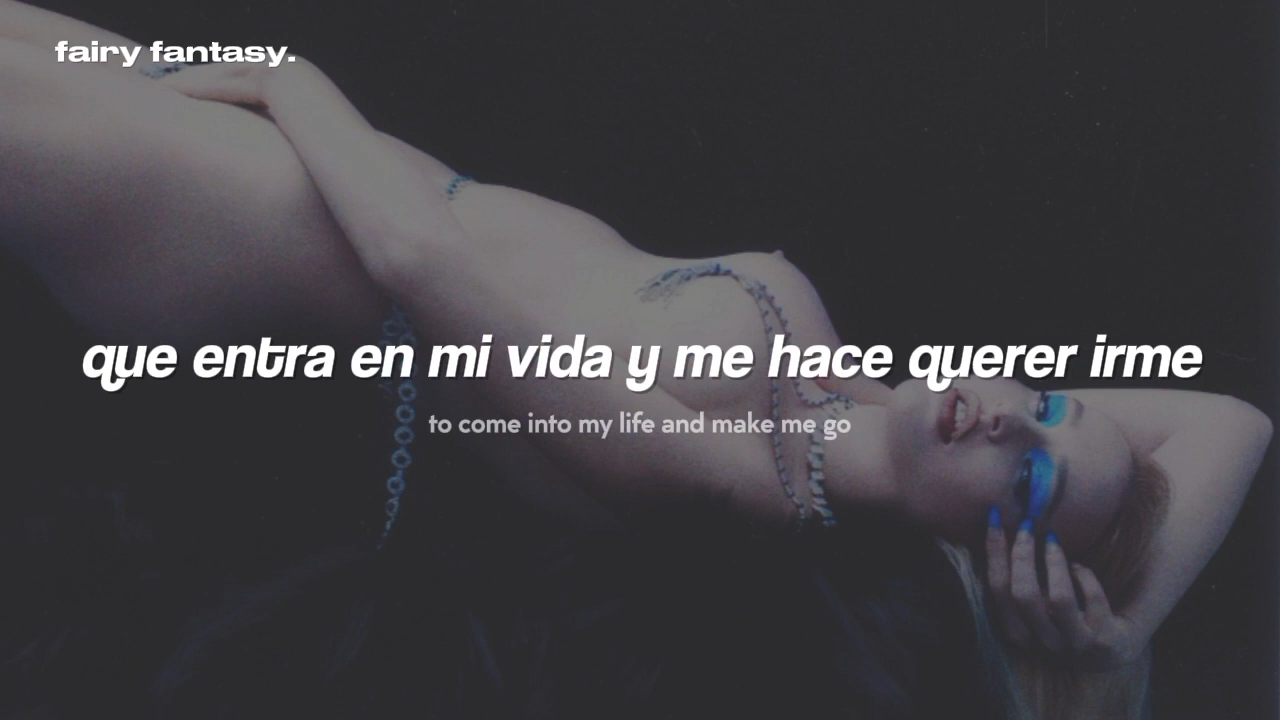 fairy fantasy.
que entra en mi vida y me hace querer irme
to come into my life and make me go